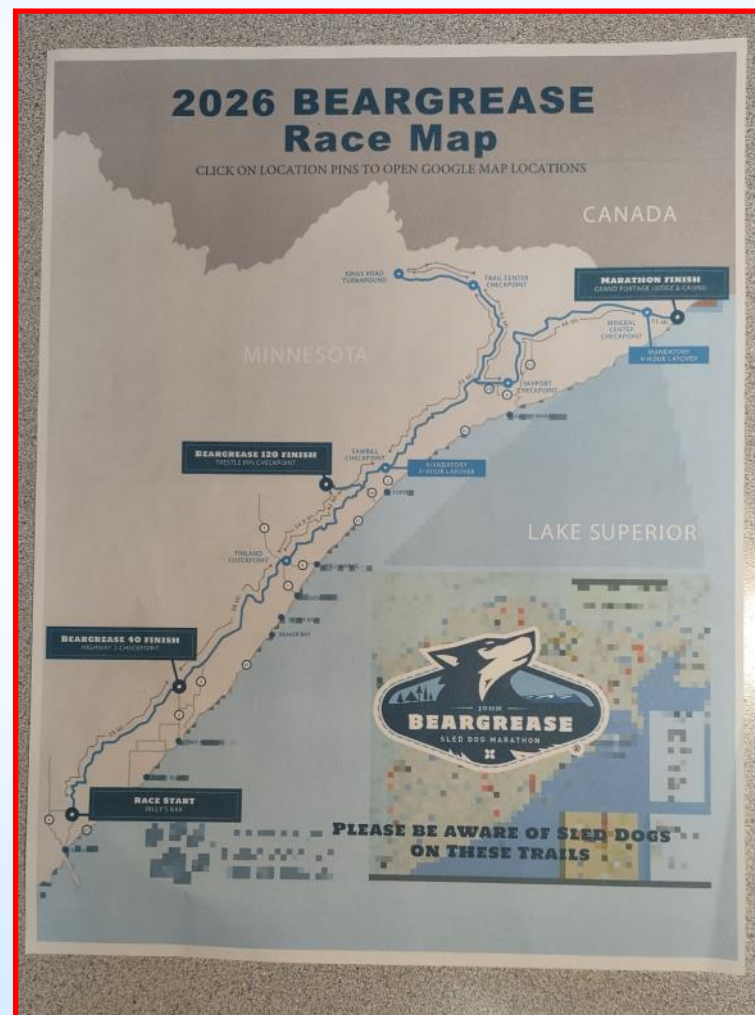 2026 BEARGREASE
Race Map
CLICK ON LOCATION PINS TO OPEN GOOGLE MAP LOCATIONS
CANADA
KINGS ROAD
TURNAROUND
TRAIL CENTER
CHECKPOINT
MARATHON FINISH
GRAND PORTAGE LODGE & CASINO
MINERAL
CENTER
CHECKPOINT
MANDATORY
4-HOUR LAYOVER
MINNESOTA
SKYPORT
CHECKPOINT
BEARGREASE 120 FINISH
TRESTLE INN CHECKPOINT
SAWBILL
CHECKPOINT
MANDATORY
4-HOUR LAYOVER
LAKE SUPERIOR
FINLAND
CHECKPOINT
BEAVER BAY
BEARGREASE 40 FINISH
HIGHWAY 2 CHECKPOINT
JOHN
BEARGREASE
SLED DOG MARATHON
®
RACE START
BILLY'S BAR
PLEASE BE AWARE OF SLED DOGS
ON THESE TRAILS